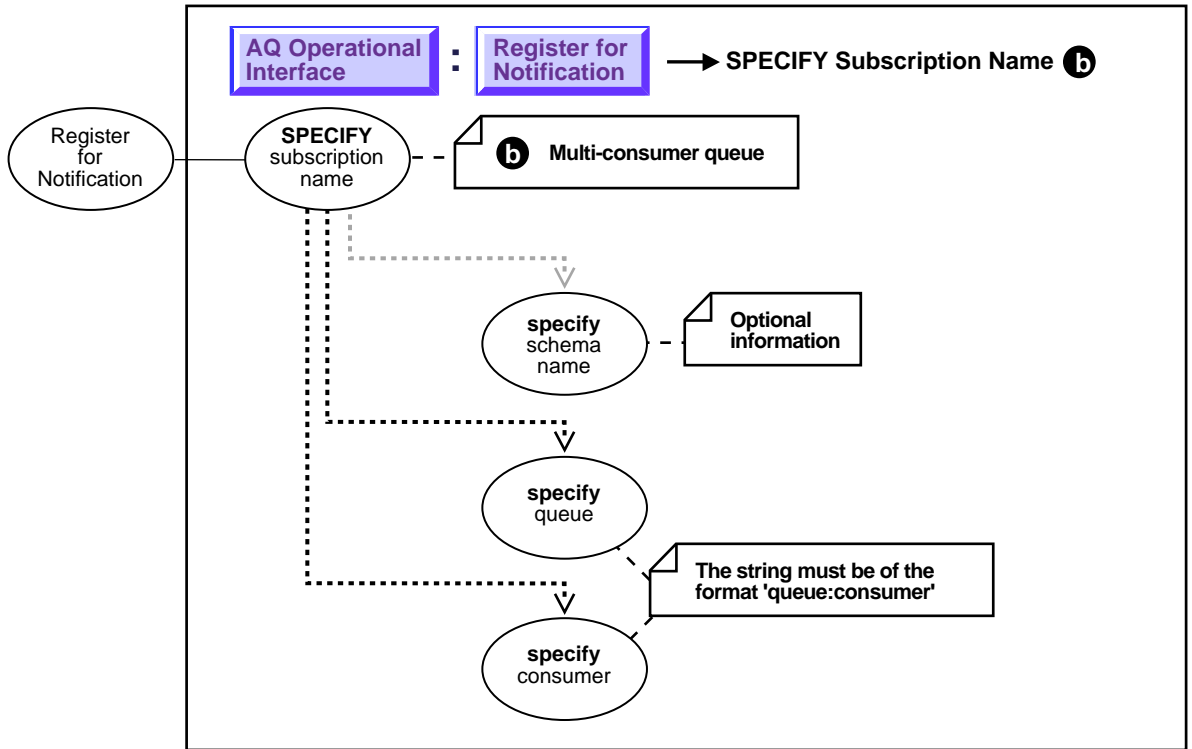 AQ Operational
Interface
:
Register for
Notification
SPECIFY Subscription Name b
Register
for
Notification
SPECIFY
subscription
name
b Multi-consumer queue
specify
schema
name
Optional
information
specify
queue
The string must be of the
format 'queue:consumer'
specify
consumer